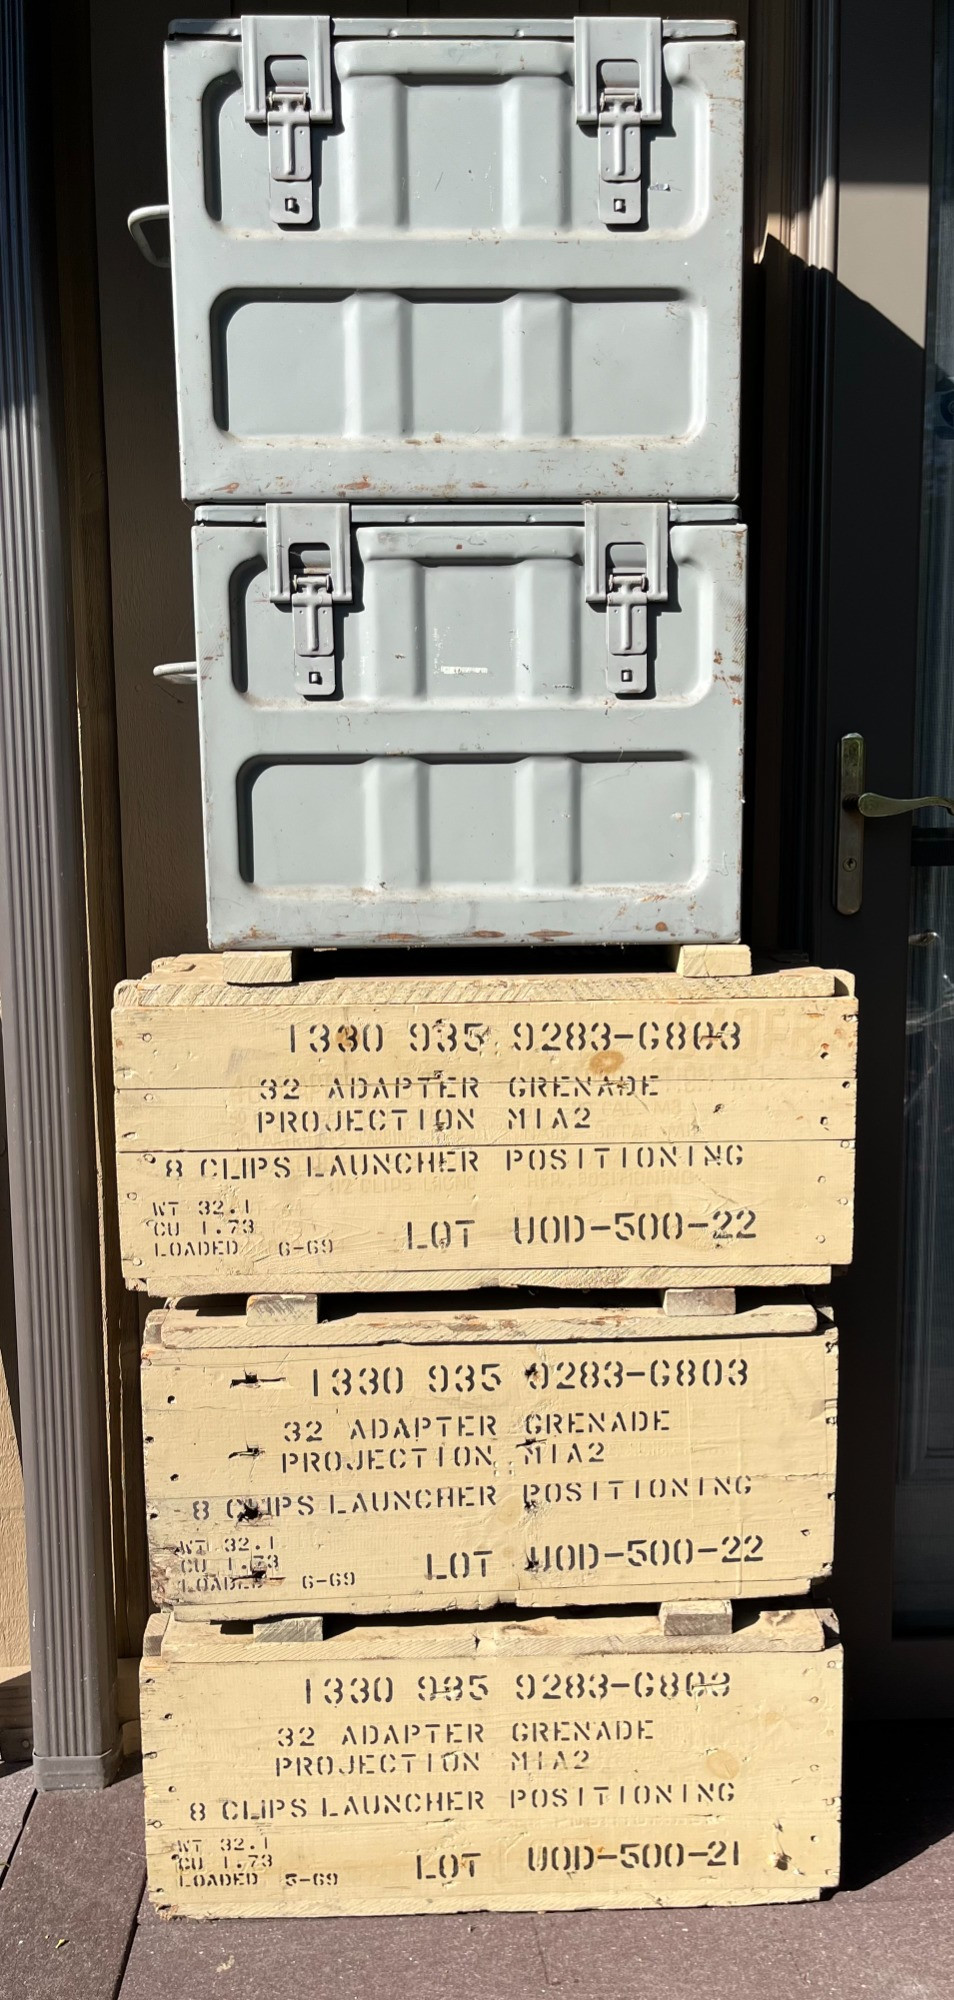 1330 935 9283-G803
32 ADAPTER GRENADE
PROJECTION M1A2
8 CLIPS LAUNCHER POSITIONING
WT 32.1
CU 1.73
LOADED 6-69
LOT UOD-500-22
1330 935 9283-G803
32 ADAPTER GRENADE
PROJECTION M1A2
8 CLIPS LAUNCHER POSITIONING
WT 32.1
CU 1.73
LOADED 6-69
LOT UOD-500-22
1330 935 9283-G803
32 ADAPTER GRENADE
PROJECTION M1A2
8 CLIPS LAUNCHER POSITIONING
WT 32.1
CU 1.73
LOADED 5-69
LOT UOD-500-21